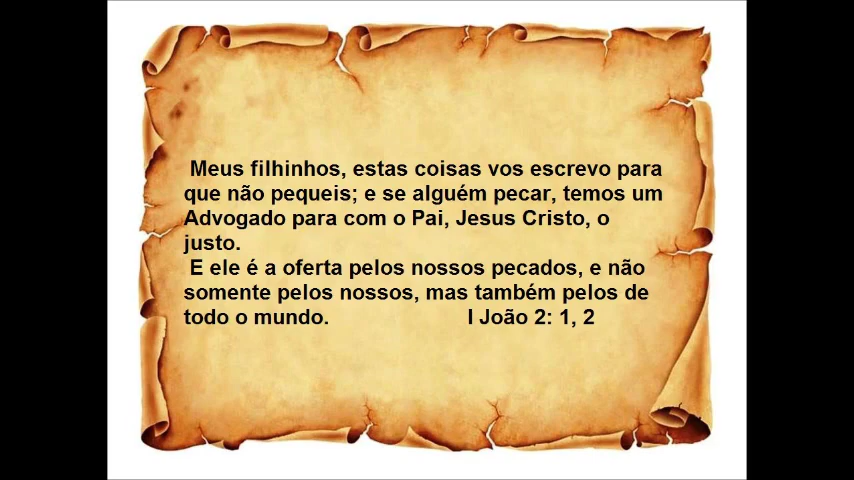 Meus filhinhos, estas coisas vos escrevo para
que não pequeis; e se alguém pecar, temos um
Advogado para com o Pai, Jesus Cristo, o
justo.
E ele é a oferta pelos nossos pecados, e não
somente pelos nossos, mas também pelos de
todo o mundo. I João 2: 1, 2